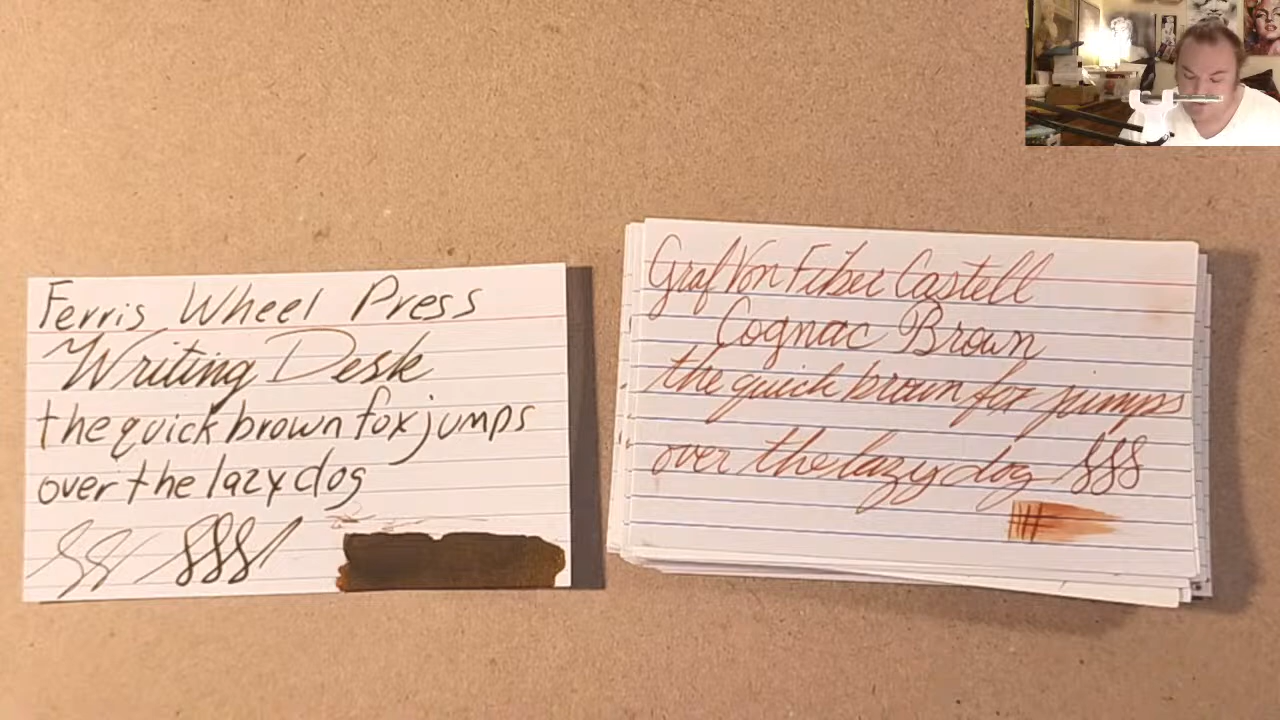 Ferris Wheel Press
Writing Desk
the quick brown fox jumps
over the lazy dog
Graf Von Fiber Castell
Cognac Brown
the quick brown fox jumps
over the lazy dog